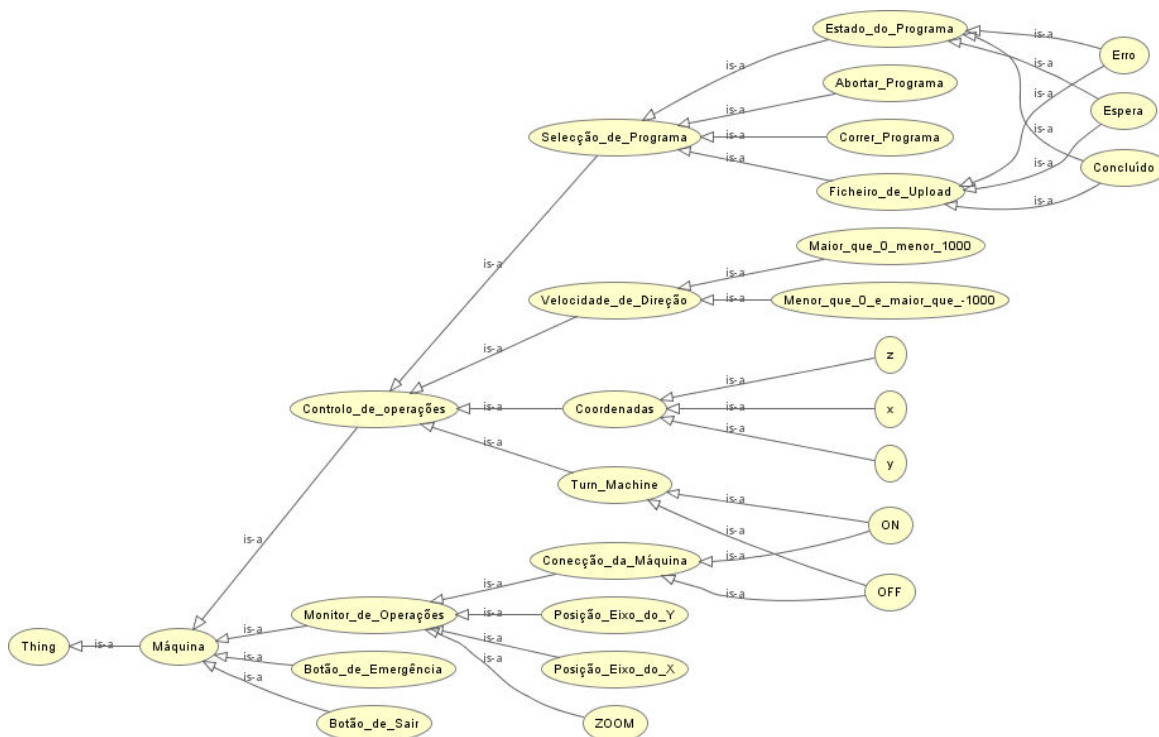 Estado_do_Programa
is-a
Erro
is-a
is-a
Abortar_Programa
is-a
Espera
is-a
Selecção_de_Programa
is-a
Correr_Programa
is-a
is-a
is-a
Concluído
Ficheiro_de_Upload
is-a
Maior_que_0_menor_1000
is-a
is-a
Velocidade_de_Direção
is-a
Menor_que_0_e_maior_que_-1000
is-a
z
is-a
Controlo_de_operações
is-a
Coordenadas
is-a
x
is-a
is-a
y
Turn_Machine
is-a
ON
is-a
is-a
is-a
Conecção_da_Máquina
is-a
OFF
is-a
Monitor_de_Operações
is-a
Posição_Eixo_do_Y
is-a
is-a
Thing
is-a
Máquina
is-a
is-a
Botão_de_Emergência
is-a
Posição_Eixo_do_X
is-a
Botão_de_Sair
ZOOM